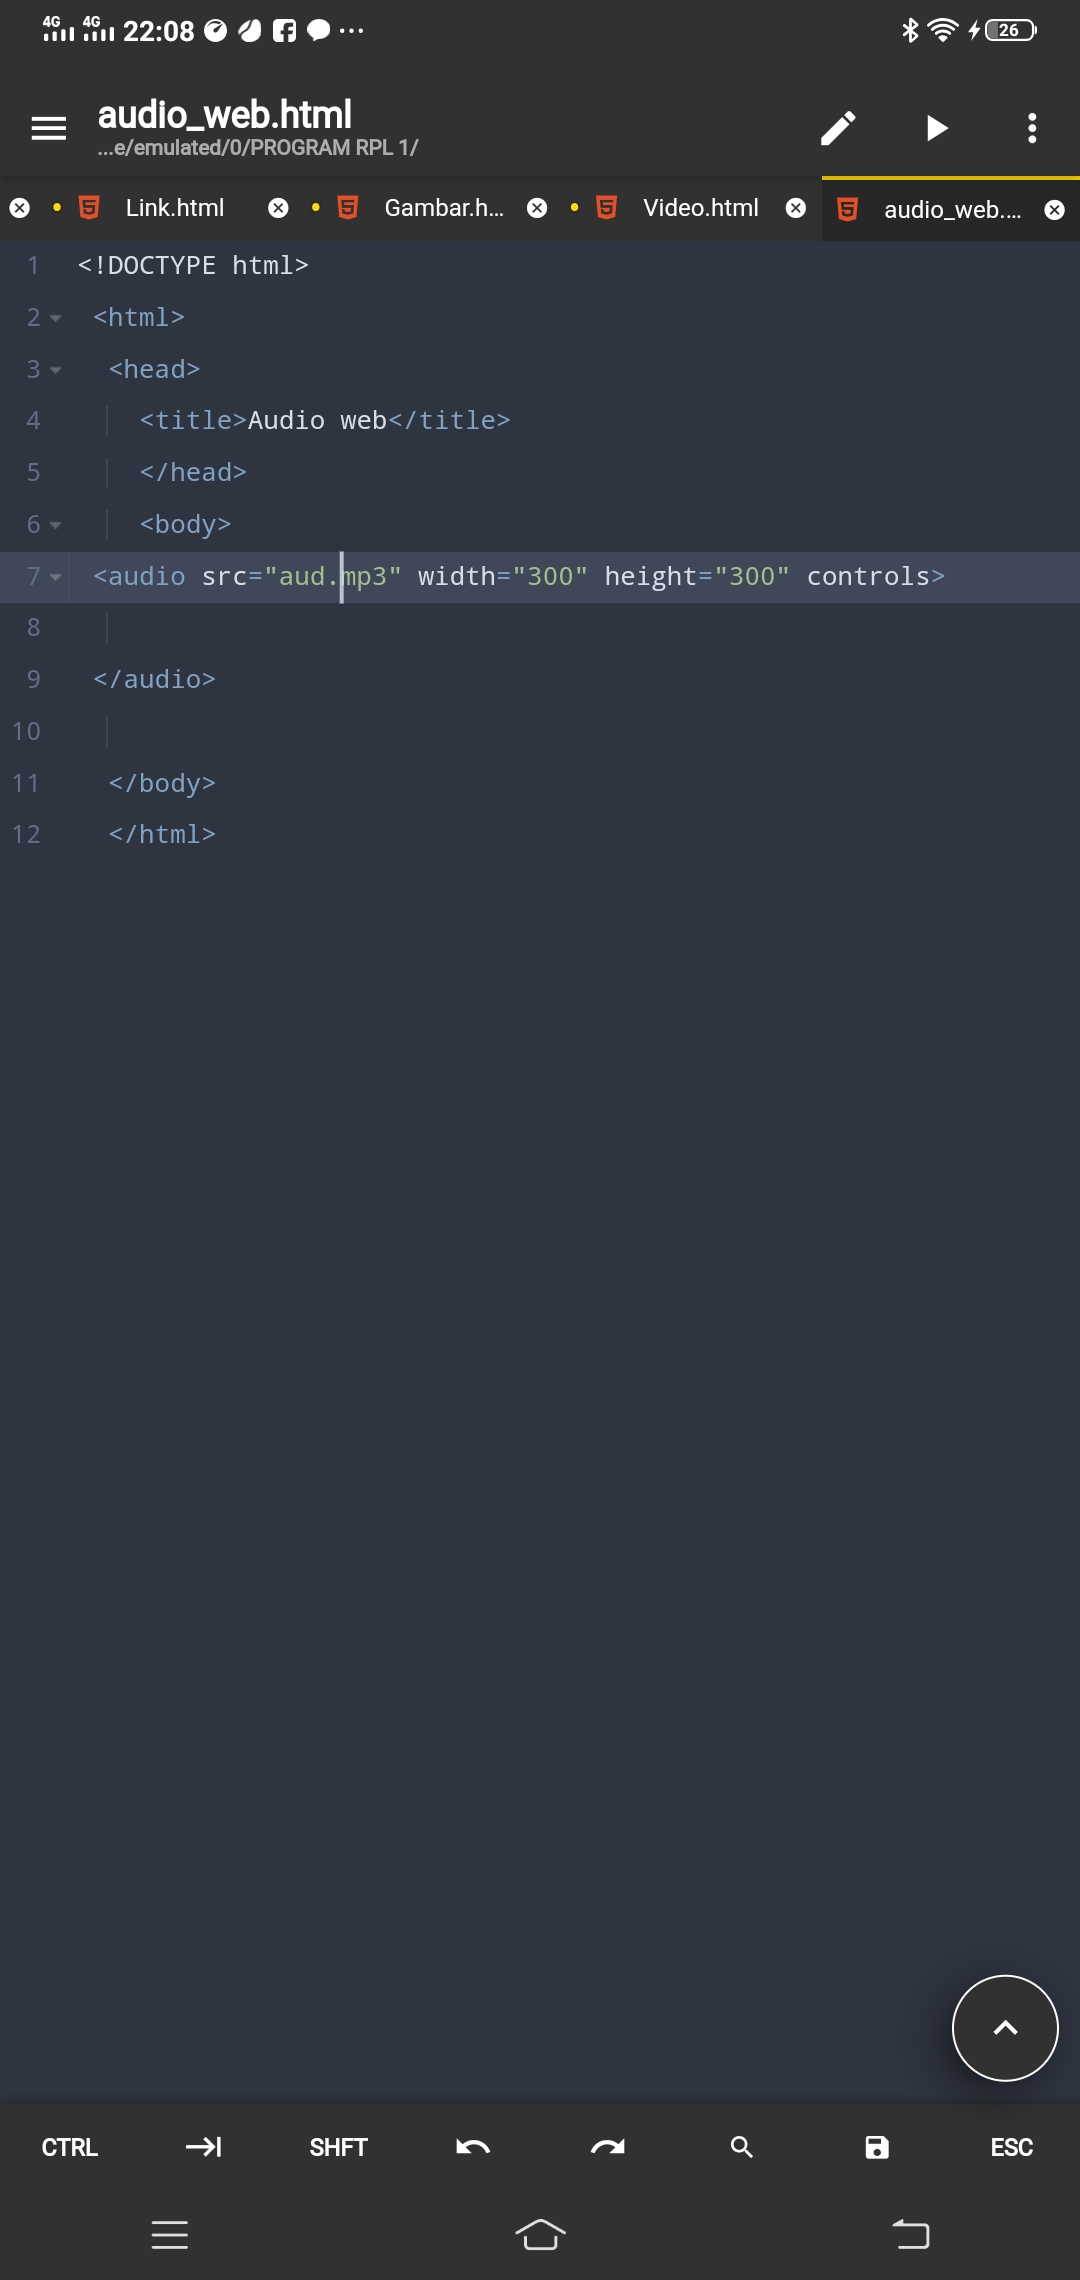 4G 4G 22:08 26
audio_web.html
...e/emulated/0/PROGRAM RPL 1/
Link.html Gambar.h... Video.html audio_web....
1 <!DOCTYPE html>
2 <html>
3 <head>
4 <title>Audio web</title>
5 </head>
6 <body>
7 <audio src="aud.mp3" width="300" height="300" controls>
8
9 </audio>
10
11 </body>
12 </html>
CTRL SHFT ESC